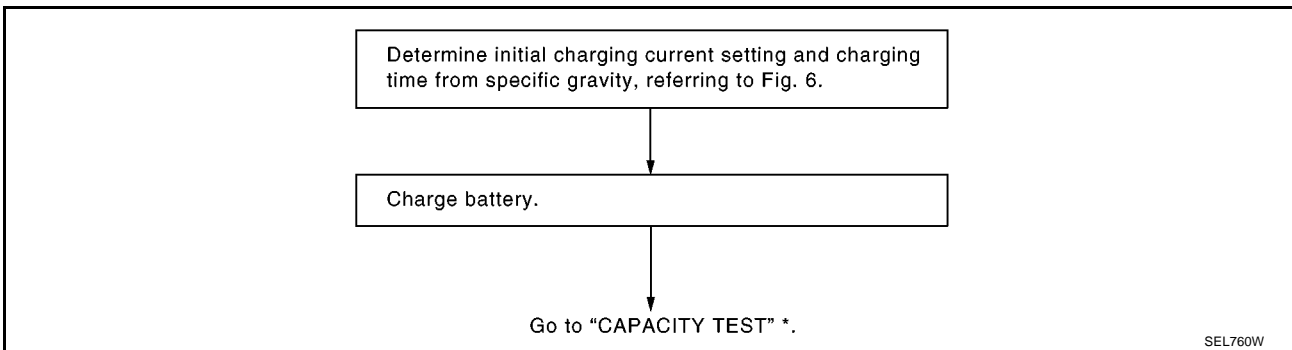 Determine initial charging current setting and charging
time from specific gravity, referring to Fig. 6.
Charge battery.
Go to “CAPACITY TEST” *.
SEL760W